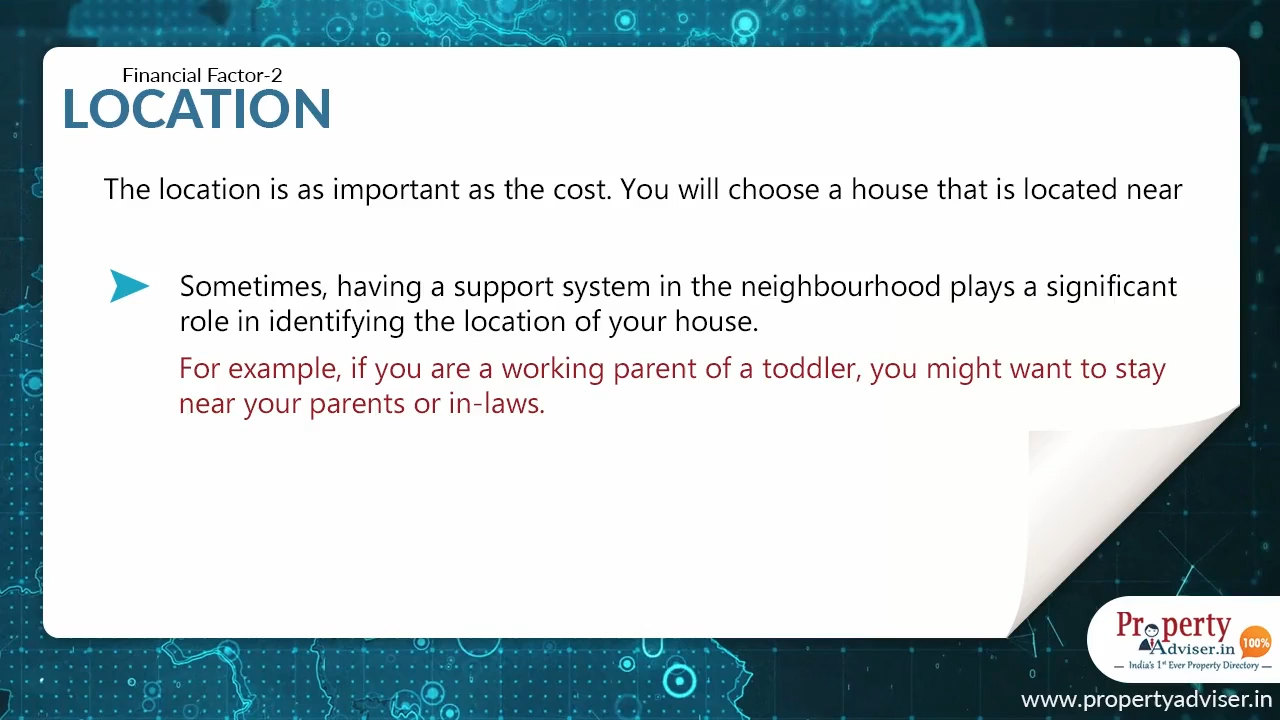 Financial Factor-2
LOCATION
The location is as important as the cost. You will choose a house that is located near
Sometimes, having a support system in the neighbourhood plays a significant
role in identifying the location of your house.
For example, if you are a working parent of a toddler, you might want to stay
near your parents or in-laws.
Property
Adviser.in
100%
India's 1st Ever Property Directory
www.propertyadviser.in